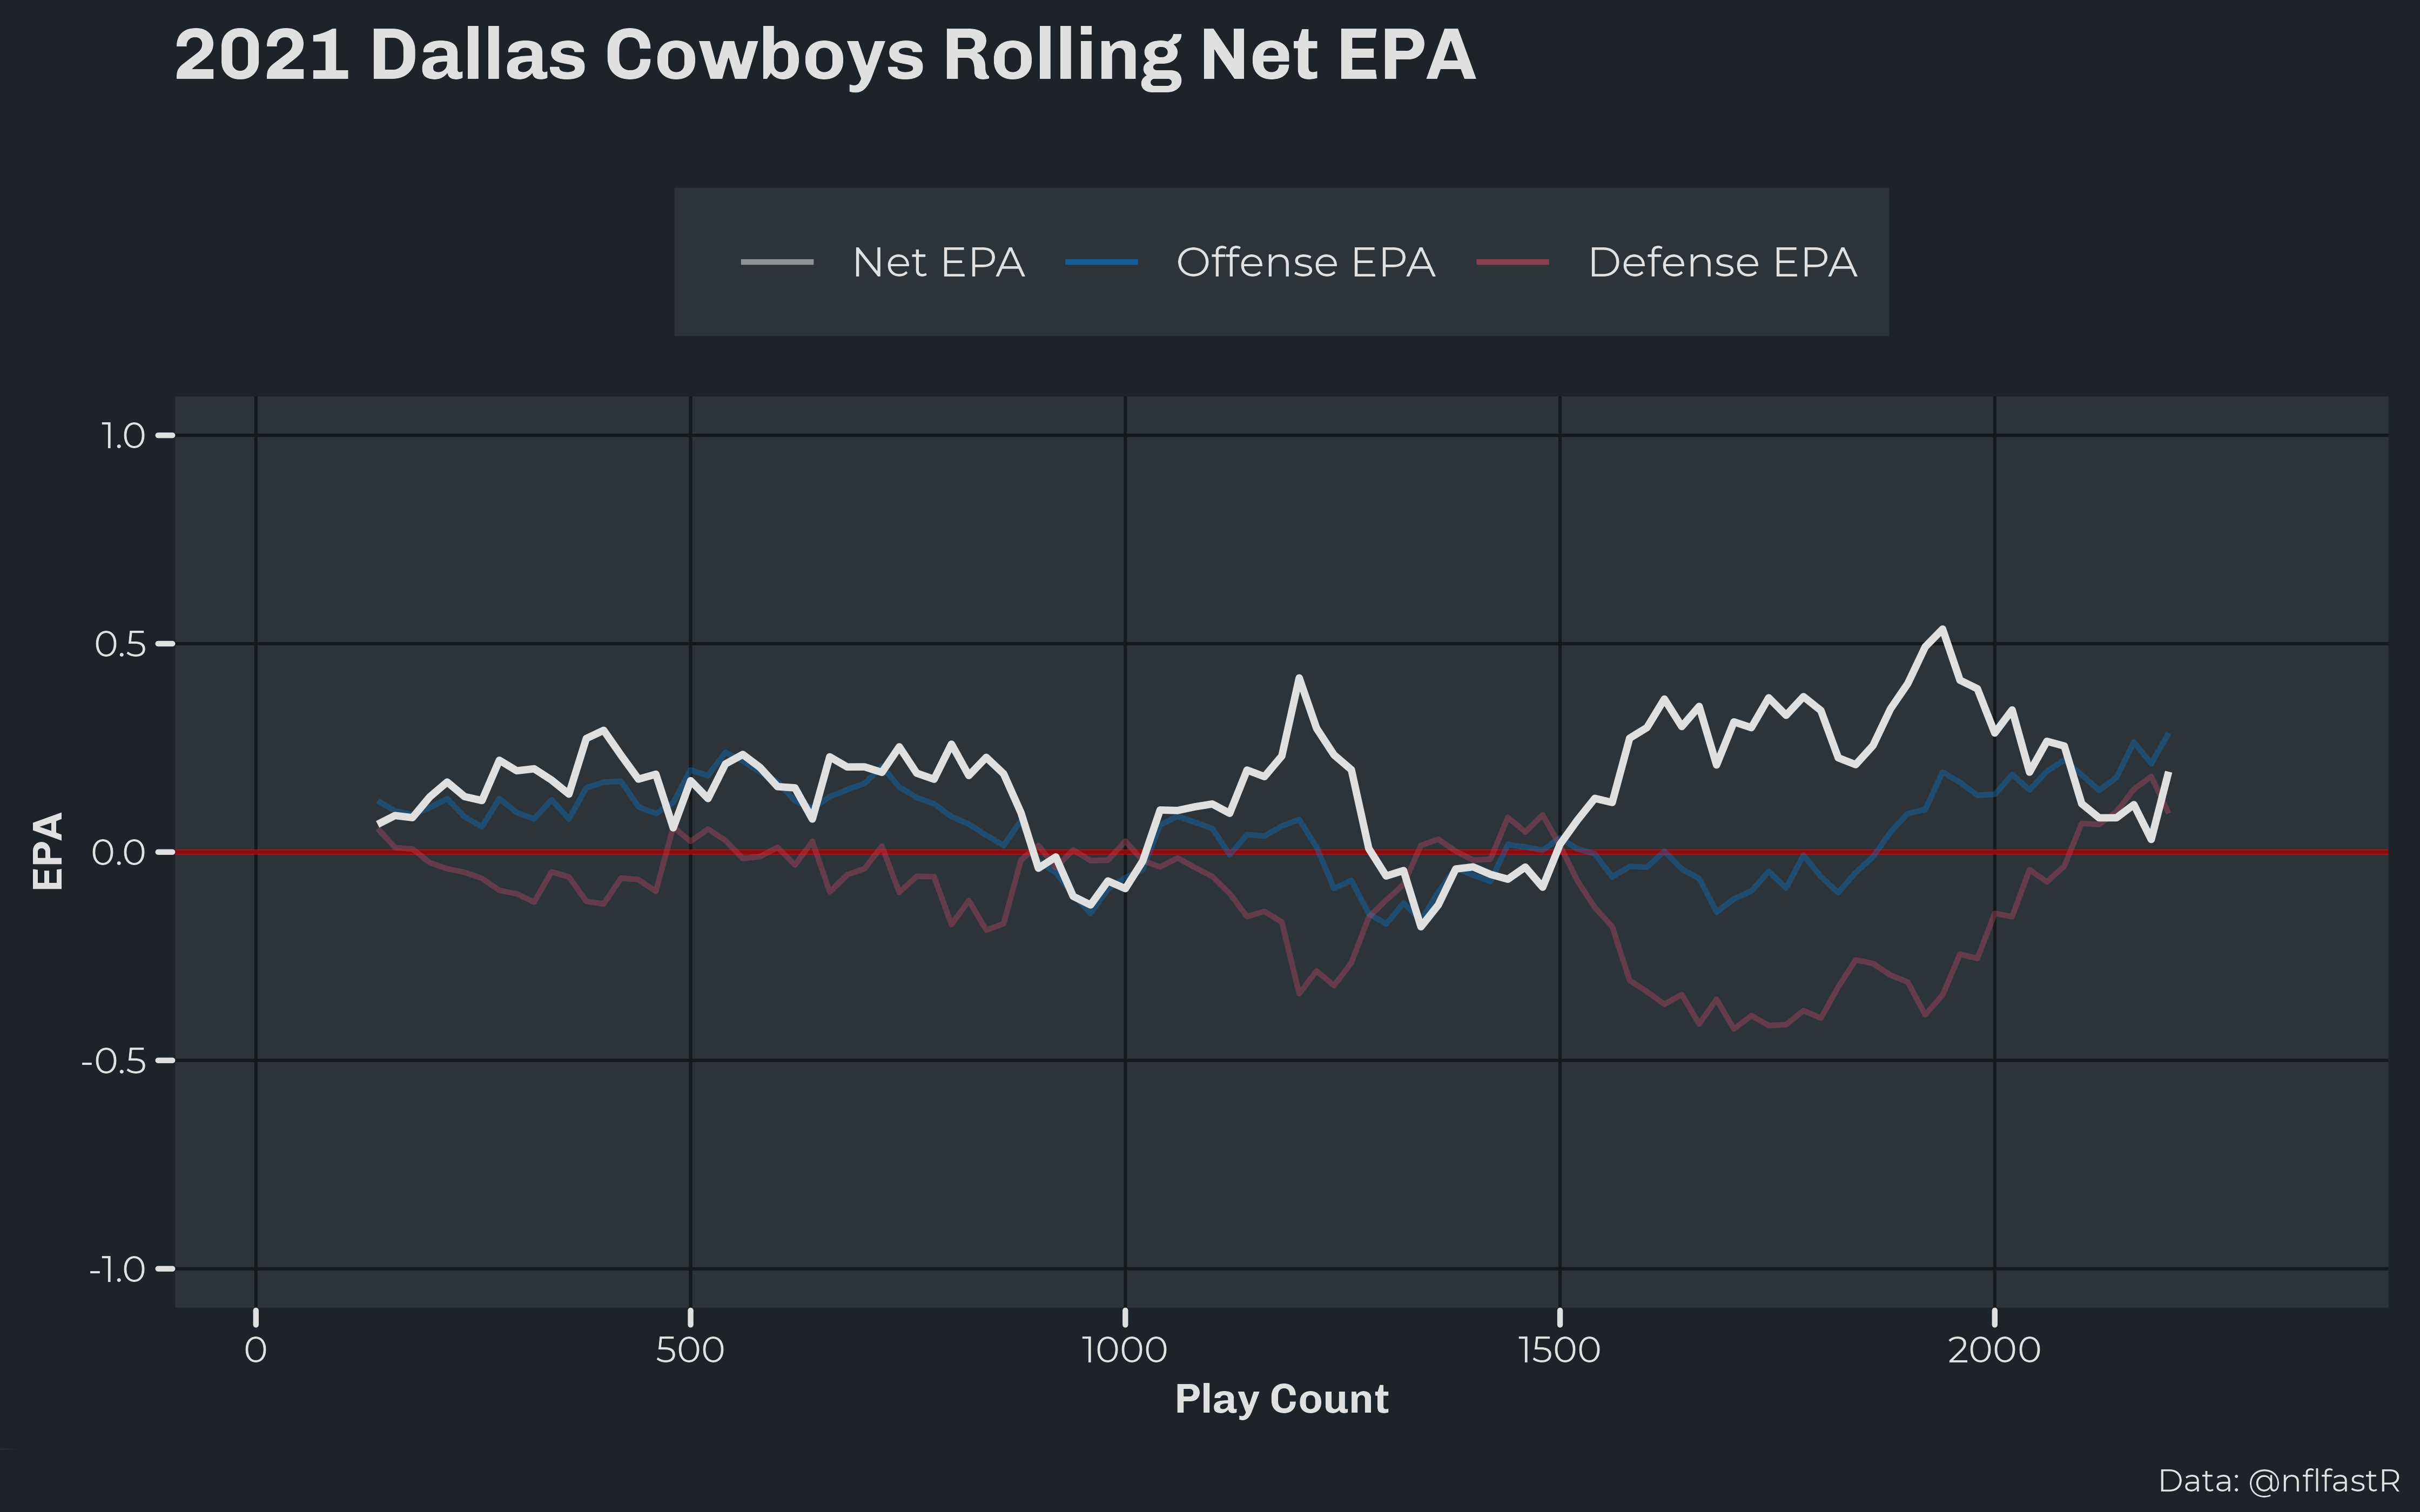 2021 Dallas Cowboys Rolling Net EPA
Net EPA Offense EPA Defense EPA
1.0
0.5
0.0
-0.5
-1.0
EPA
0 500 1000 1500 2000
Play Count
Data: @nflfastR